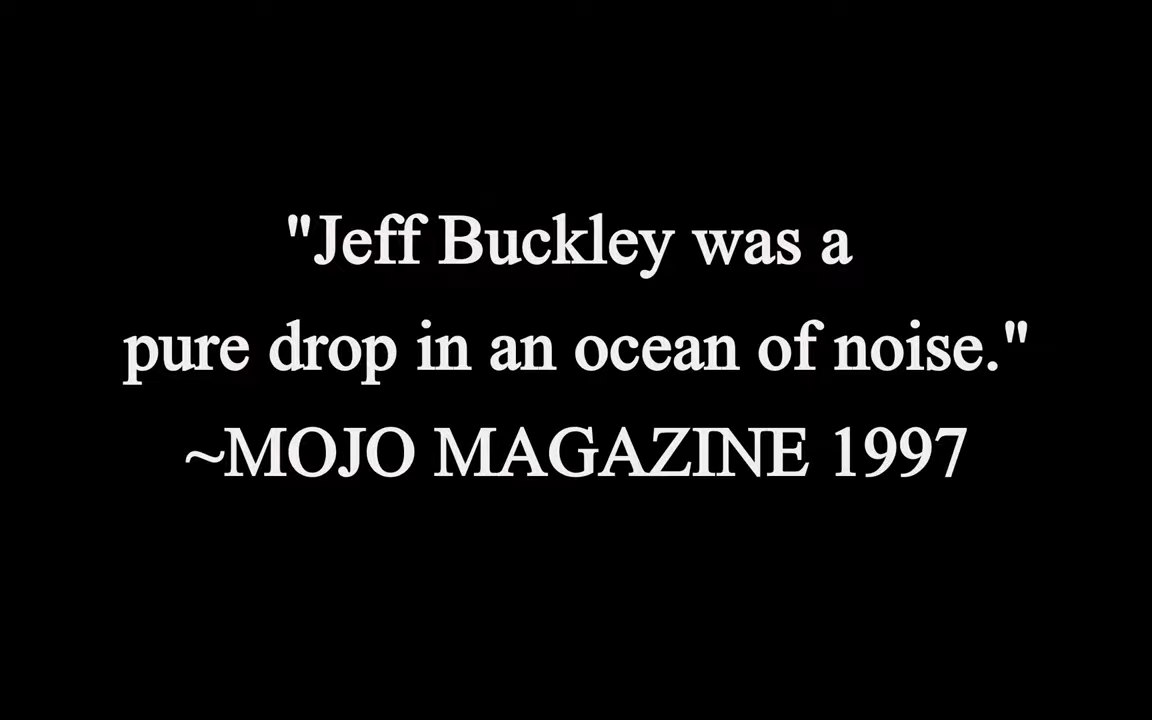 "Jeff Buckley was a
pure drop in an ocean of noise."
~MOJO MAGAZINE 1997